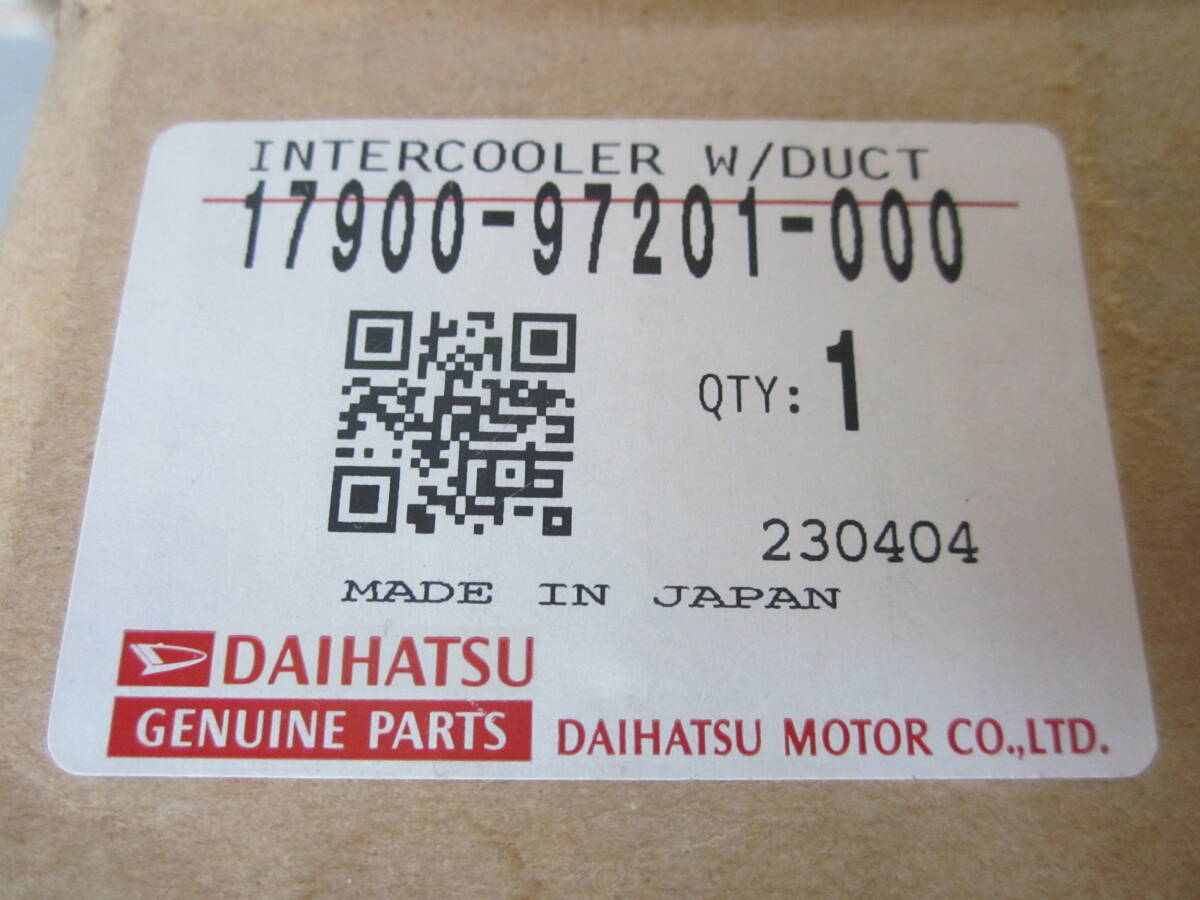 INTERCOOLER W/DUCT
17900-97201-000
QTY: 1
230404
MADE IN JAPAN
DAIHATSU
GENUINE PARTS
DAIHATSU MOTOR CO.,LTD.